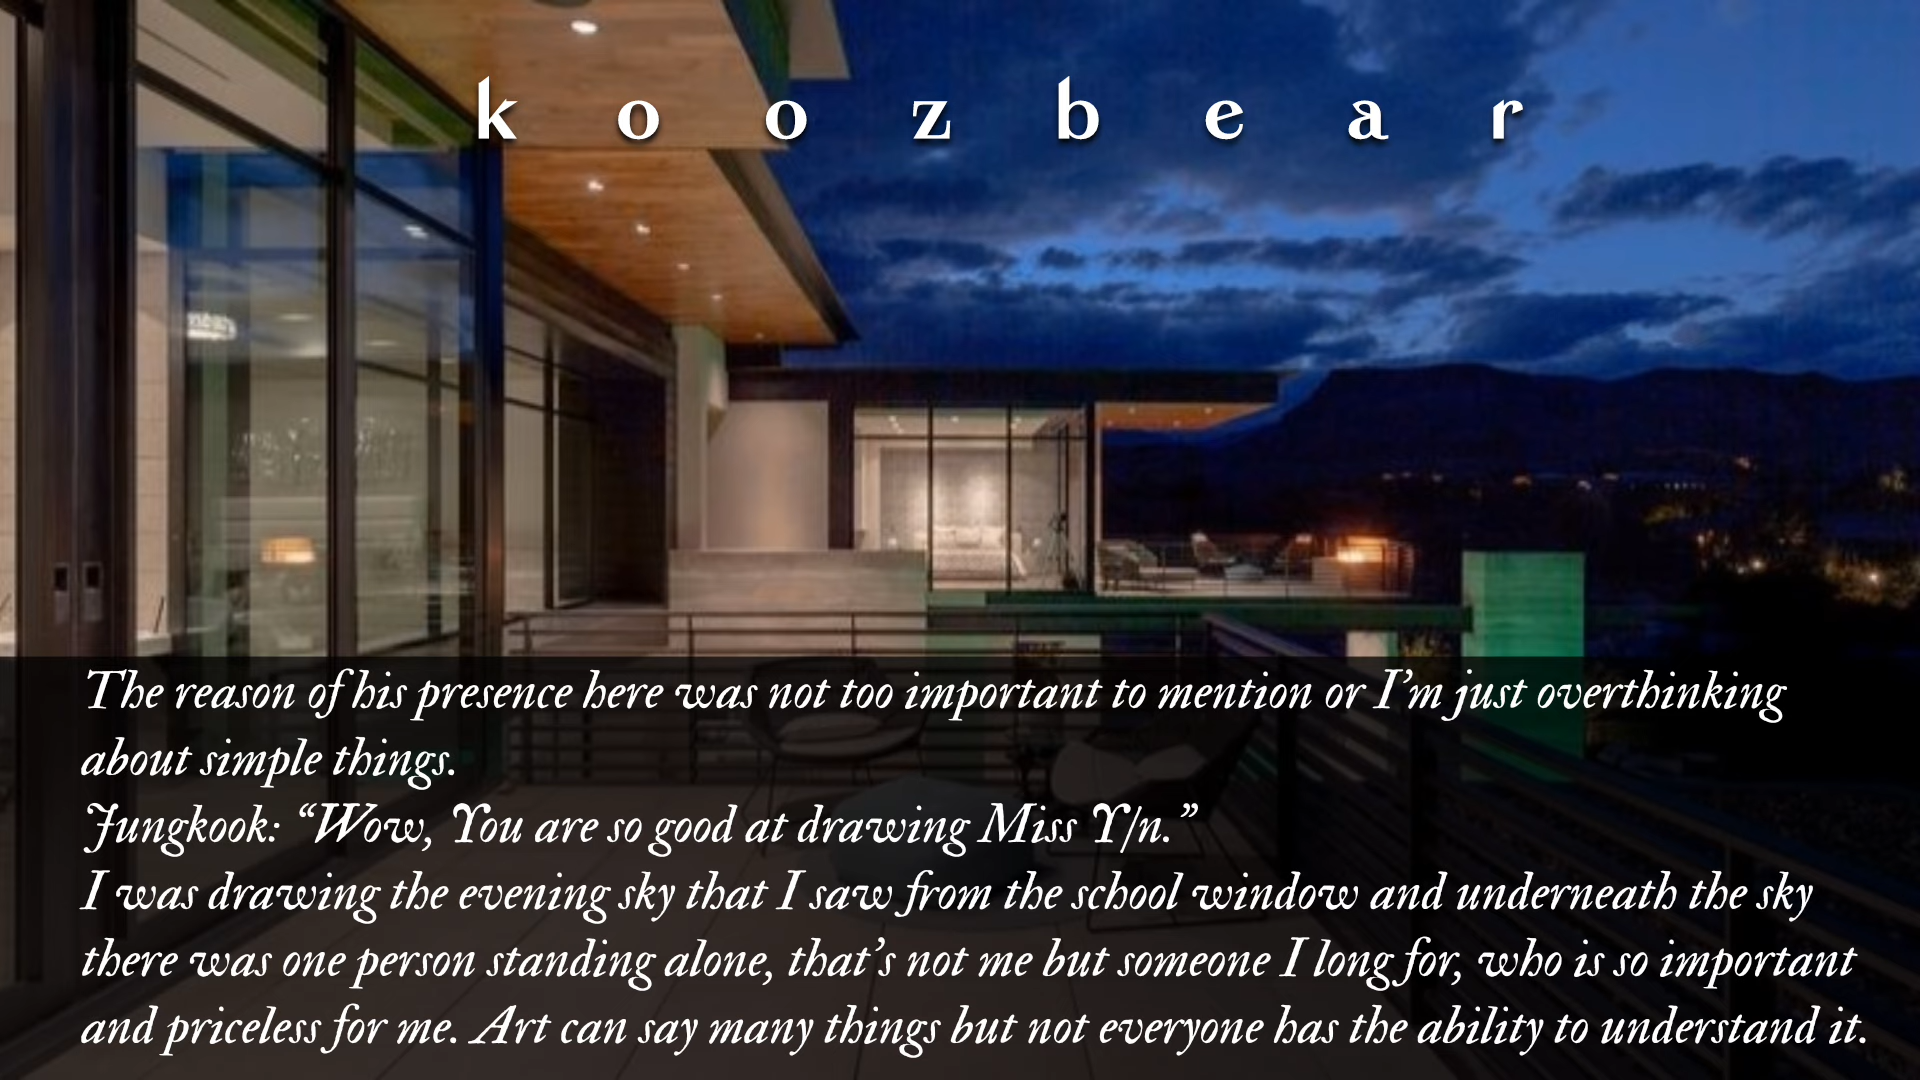 k o o z b e a r
The reason of his presence here was not too important to mention or I’m just overthinking
about simple things.
Jungkook: “Wow, You are so good at drawing Miss Y/n.”
I was drawing the evening sky that I saw from the school window and underneath the sky
there was one person standing alone, that’s not me but someone I long for, who is so important
and priceless for me. Art can say many things but not everyone has the ability to understand it.